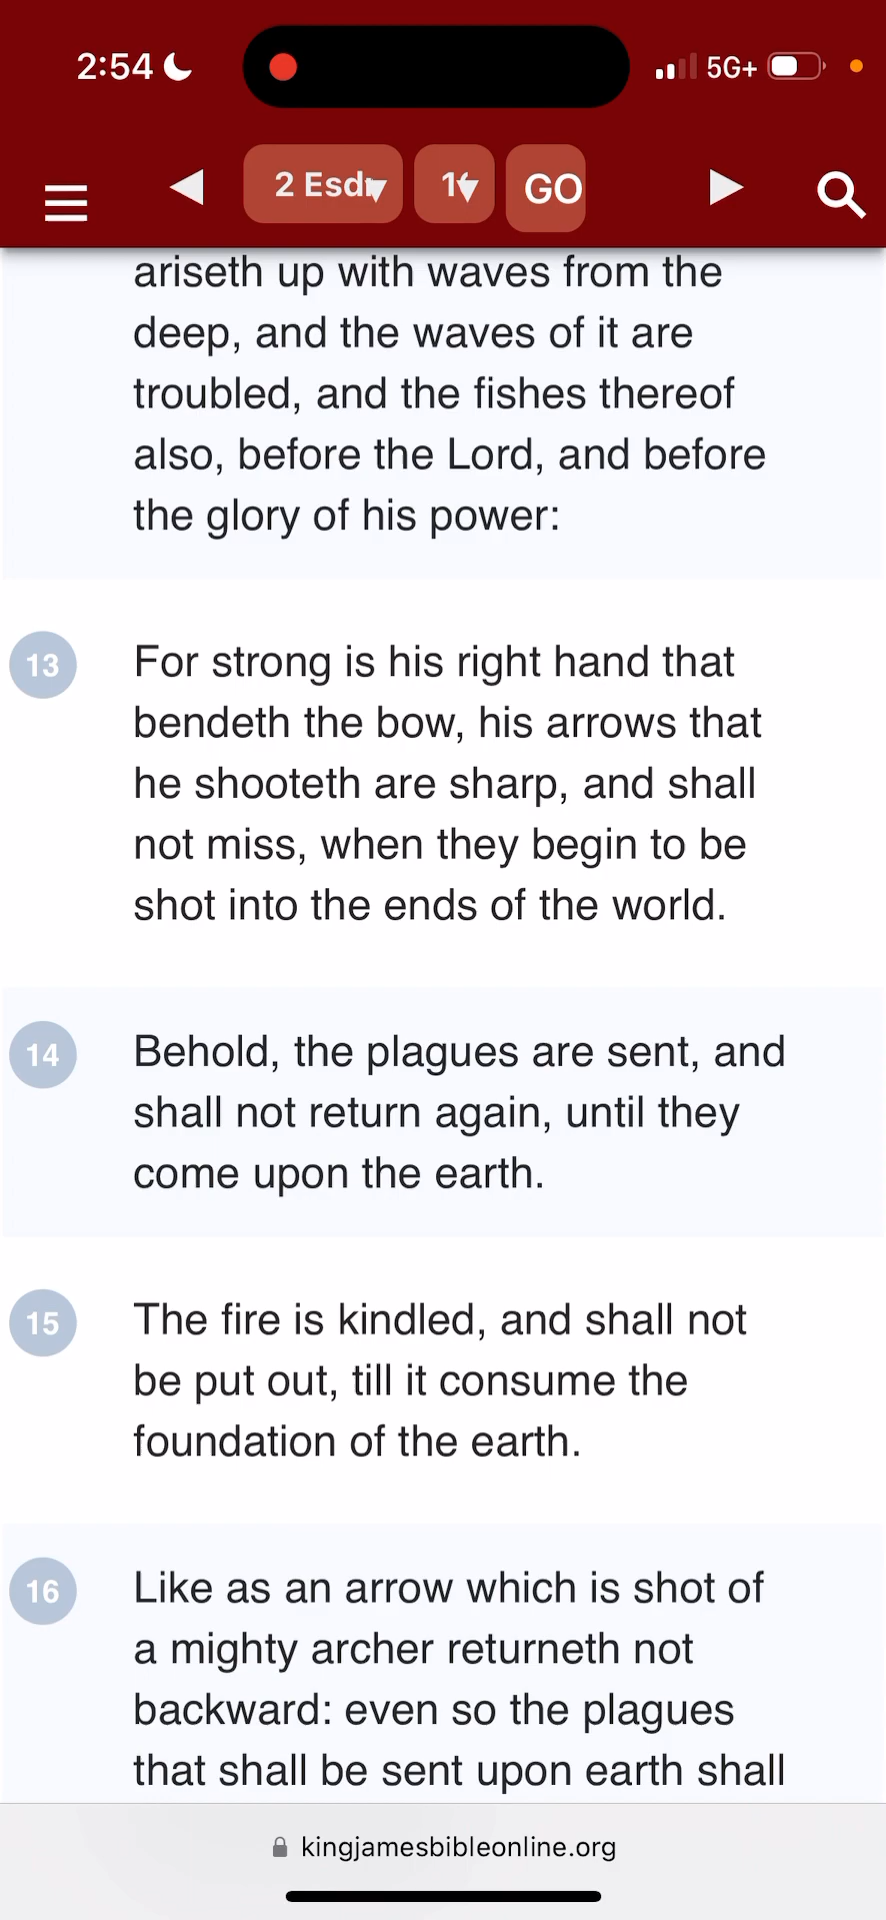 2:54
5G+
2 Esdr
GO
ariseth up with waves from the
deep, and the waves of it are
troubled, and the fishes thereof
also, before the Lord, and before
the glory of his power:
13
For strong is his right hand that
bendeth the bow, his arrows that
he shooteth are sharp, and shall
not miss, when they begin to be
shot into the ends of the world.
14
Behold, the plagues are sent, and
shall not return again, until they
come upon the earth.
15
The fire is kindled, and shall not
be put out, till it consume the
foundation of the earth.
16
Like as an arrow which is shot of
a mighty archer returneth not
backward: even so the plagues
that shall be sent upon earth shall
kingjamesbibleonline.org